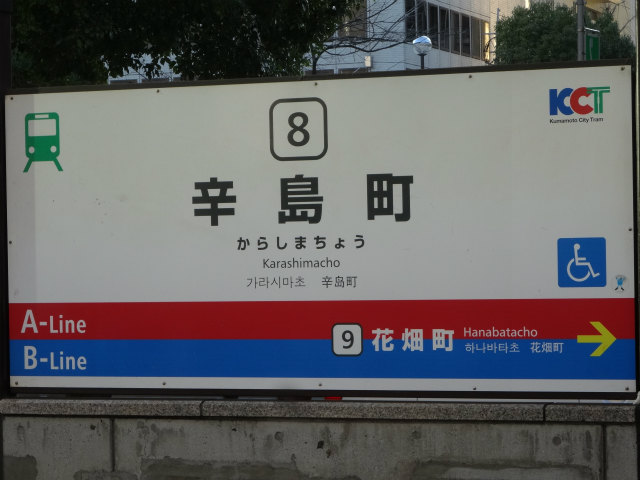 8
KCT
Kumamoto City Tram
辛島町
からしまちょう
Karashimacho
가라시마초 辛島町
A-Line
B-Line
9 花畑町 Hanabatacho
하나바타초 花畑町